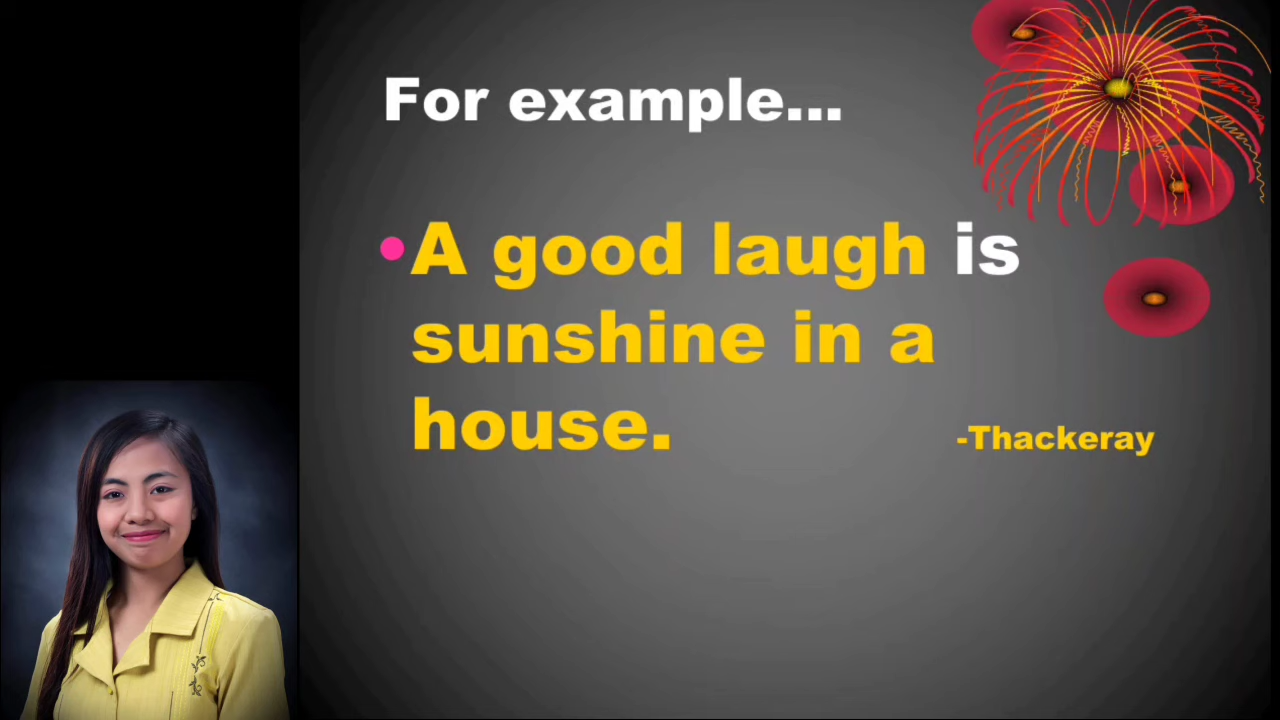 For example...
•A good laugh is
sunshine in a
house.
-Thackeray